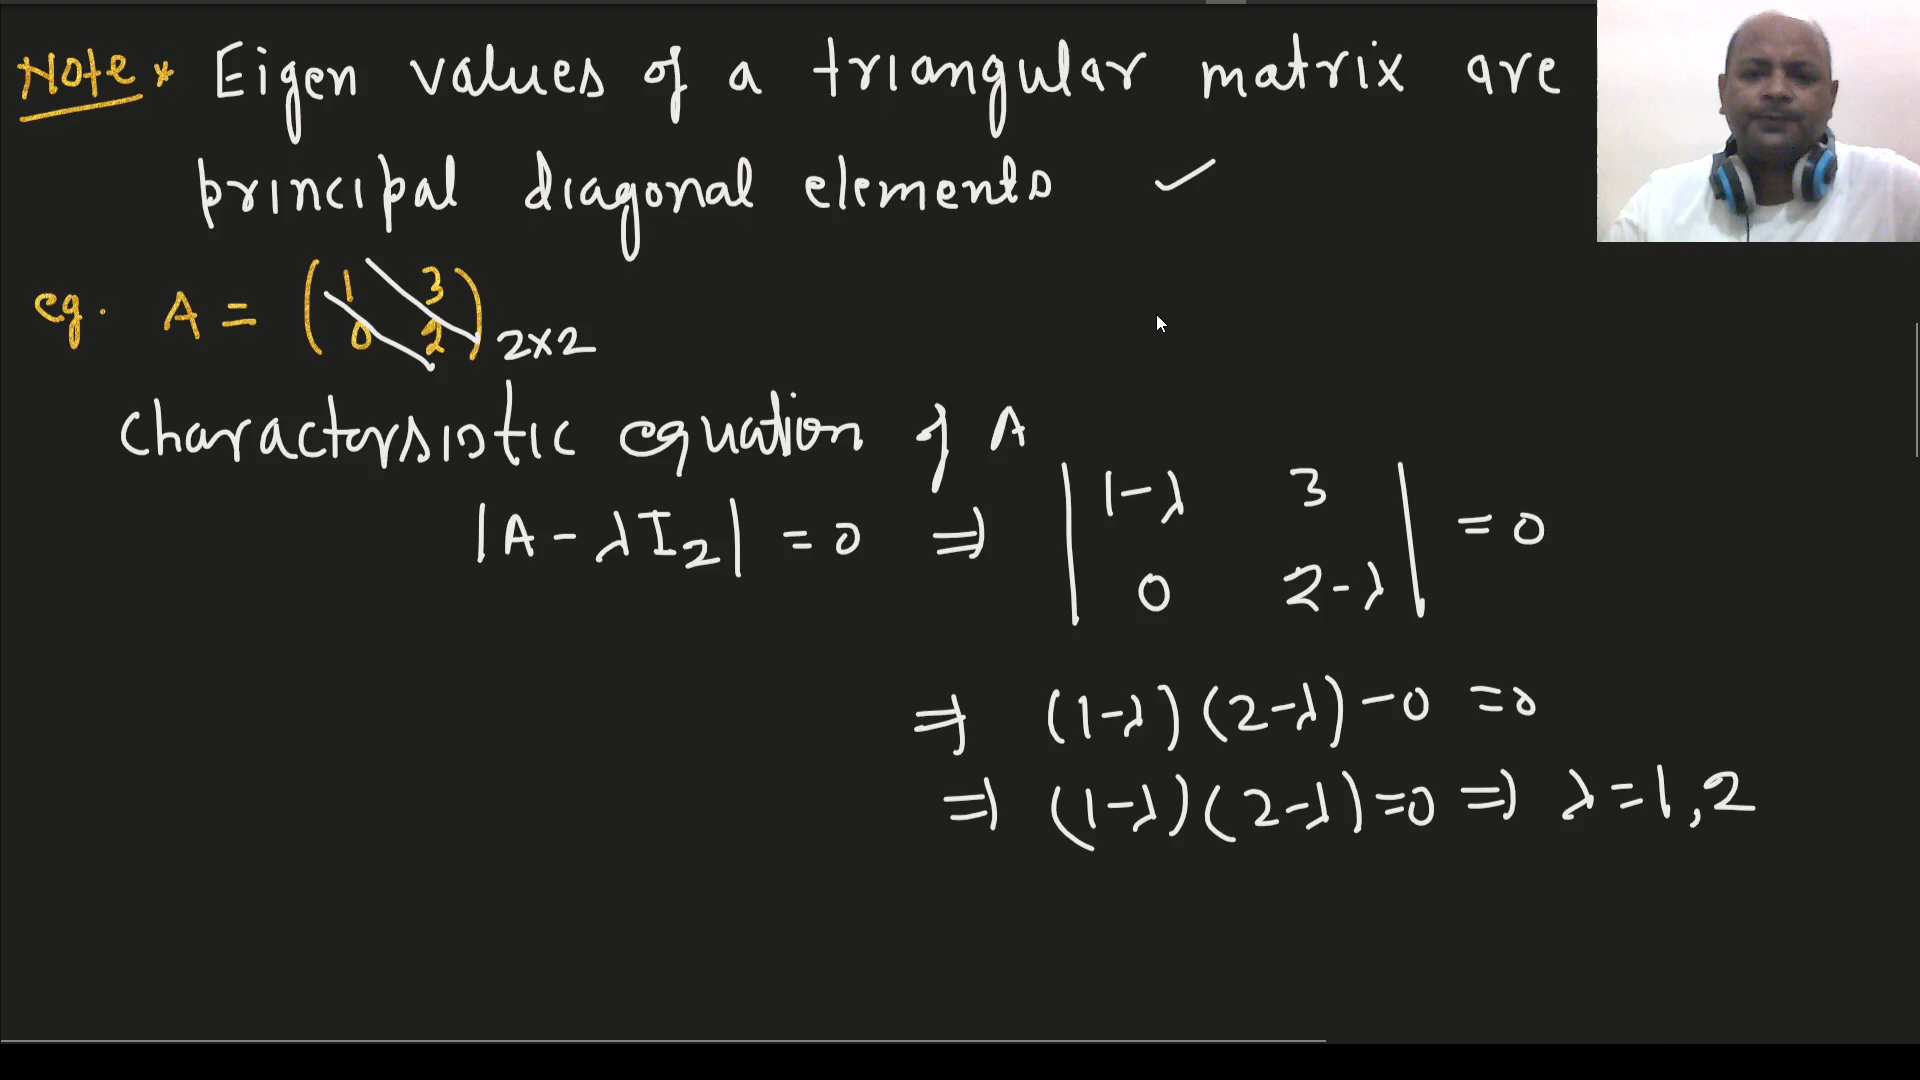 Note * Eigen values of a triangular matrix are
principal diagonal elements ✓
eg. A = (1 3
0 2) 2×2
Charactorsistic equation of A
|A - λI₂| = 0 ⇒ |1-λ 3
0 2-λ| = 0
⇒ (1-λ)(2-λ) - 0 = 0
⇒ (1-λ)(2-λ) = 0 ⇒ λ = 1, 2